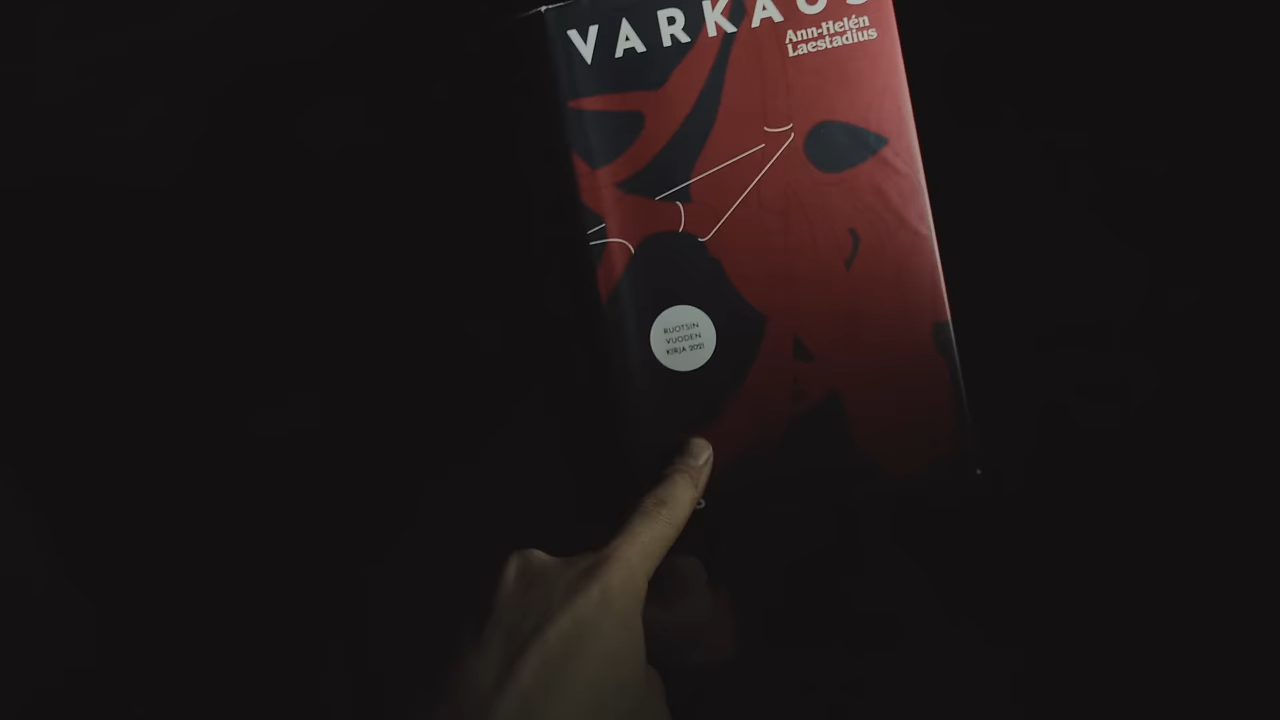 VARKAUS
Ann-Helén
Laestadius
RUOTSIN
VUODEN
KIRJA 2021